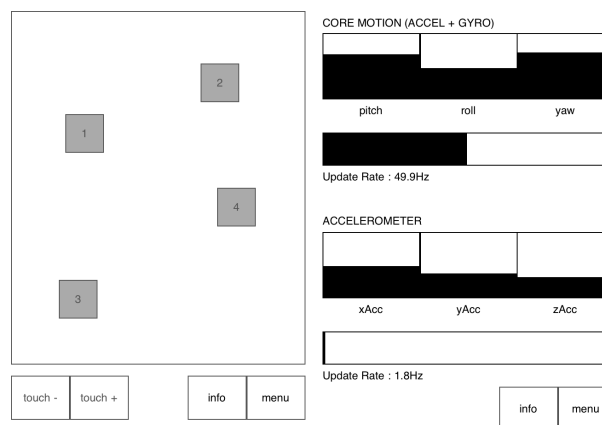 2
1
4
3
touch -
touch +
info
menu
CORE MOTION (ACCEL + GYRO)
pitch
roll
yaw
Update Rate : 49.9Hz
ACCELEROMETER
xAcc
yAcc
zAcc
Update Rate : 1.8Hz
info
menu